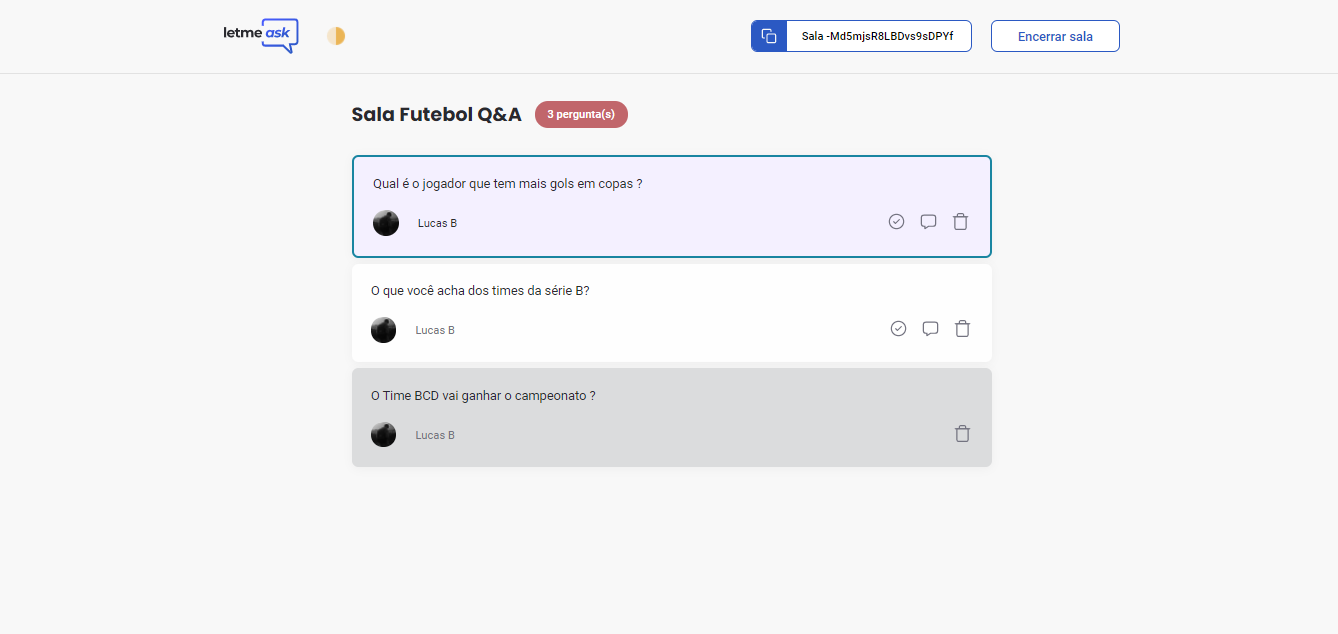 letmeask
Sala -Md5mjsR8LBDvs9sDPYf
Encerrar sala
Sala Futebol Q&A
3 pergunta(s)
Qual é o jogador que tem mais gols em copas ?
Lucas B
O que você acha dos times da série B?
Lucas B
O Time BCD vai ganhar o campeonato ?
Lucas B